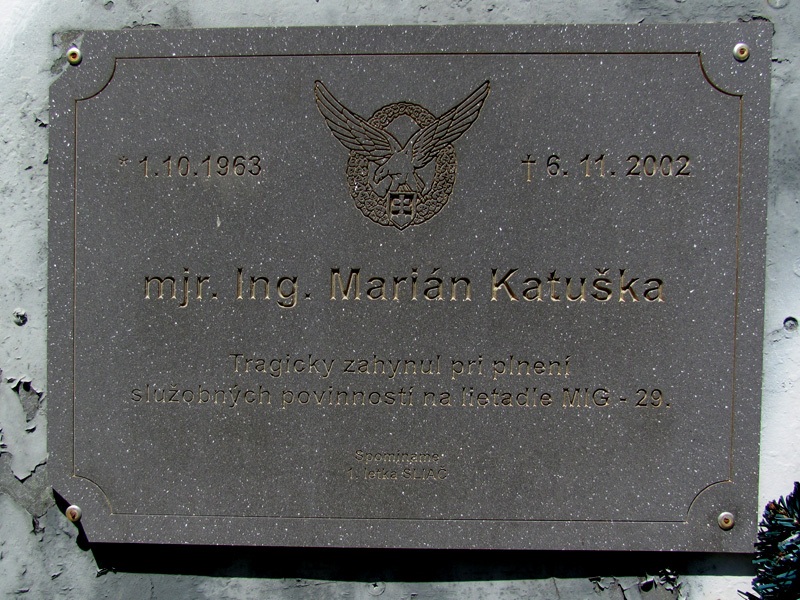 * 1.10.1963 † 6. 11. 2002
mjr. Ing. Marián Katuška
Tragicky zahynul pri plnení
služobných povinností na lietadle MIG - 29.
Spomíname
1. letka SLIAČ